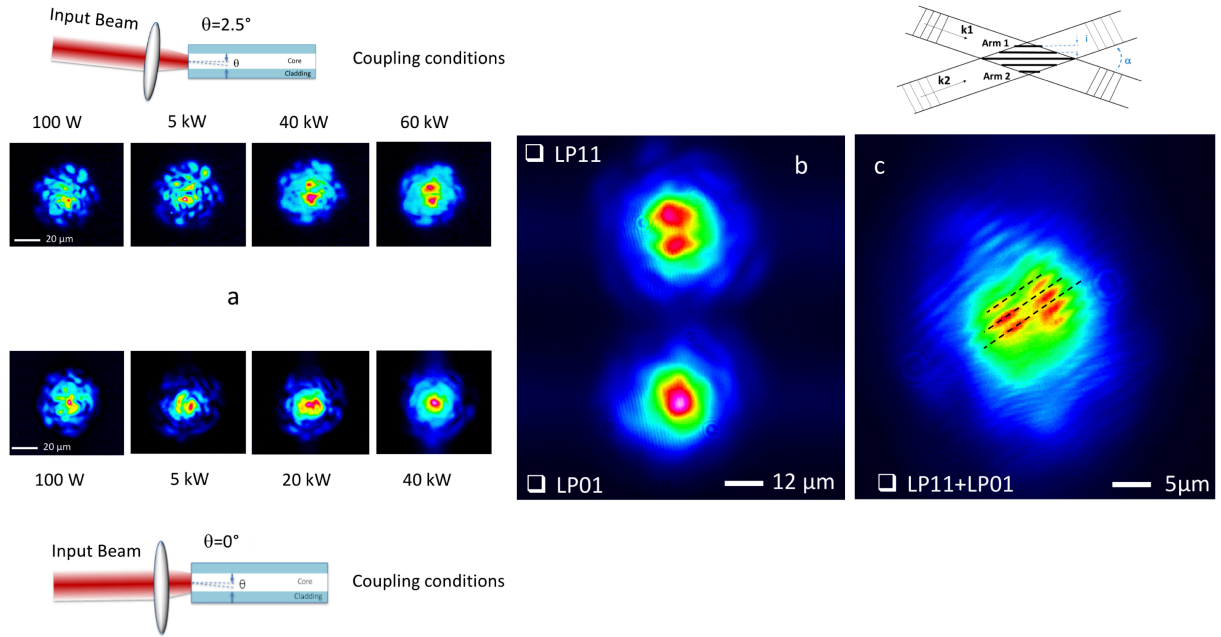 Input Beam
θ=2.5°
Core
θ
Cladding
Coupling conditions
100 W 5 kW 40 kW 60 kW
20 µm
a
20 µm
100 W 5 kW 20 kW 40 kW
Input Beam
θ=0°
Core
θ
Cladding
Coupling conditions
❑ LP11 b
❑ LP01 12 µm
k1
Arm 1
i
α
k2
Arm 2
c
❑ LP11+LP01 5µm